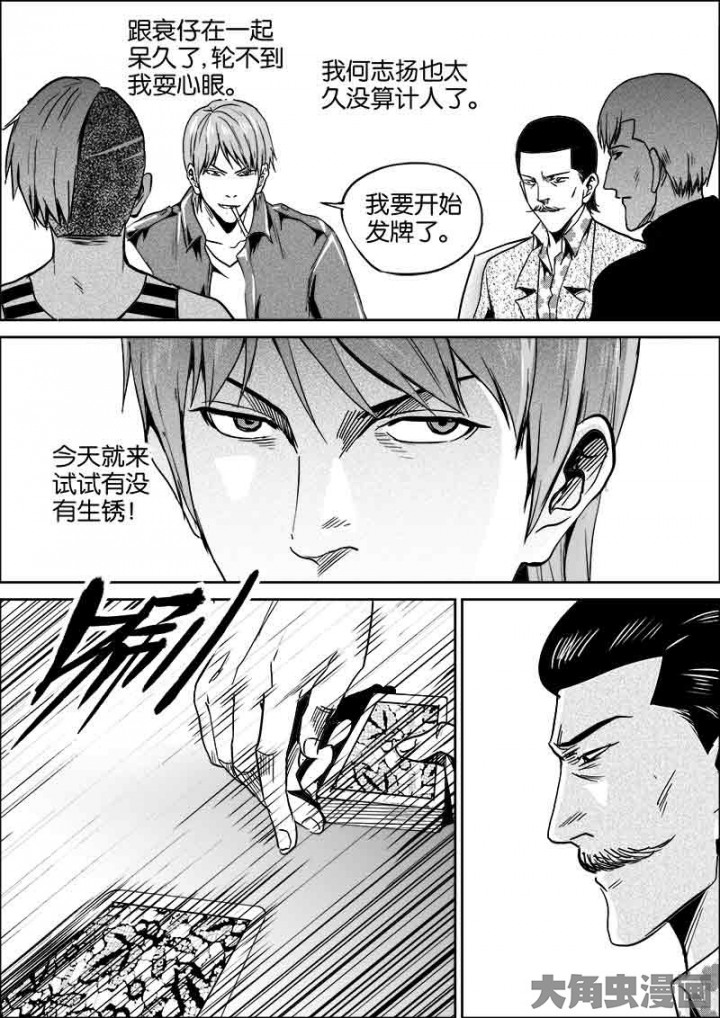 跟衰仔在一起
呆久了,轮不到
我耍心眼。
我何志扬也太
久没算计人了。
我要开始
发牌了。
今天就来
试试有没
有生锈！
唰
大角虫漫画